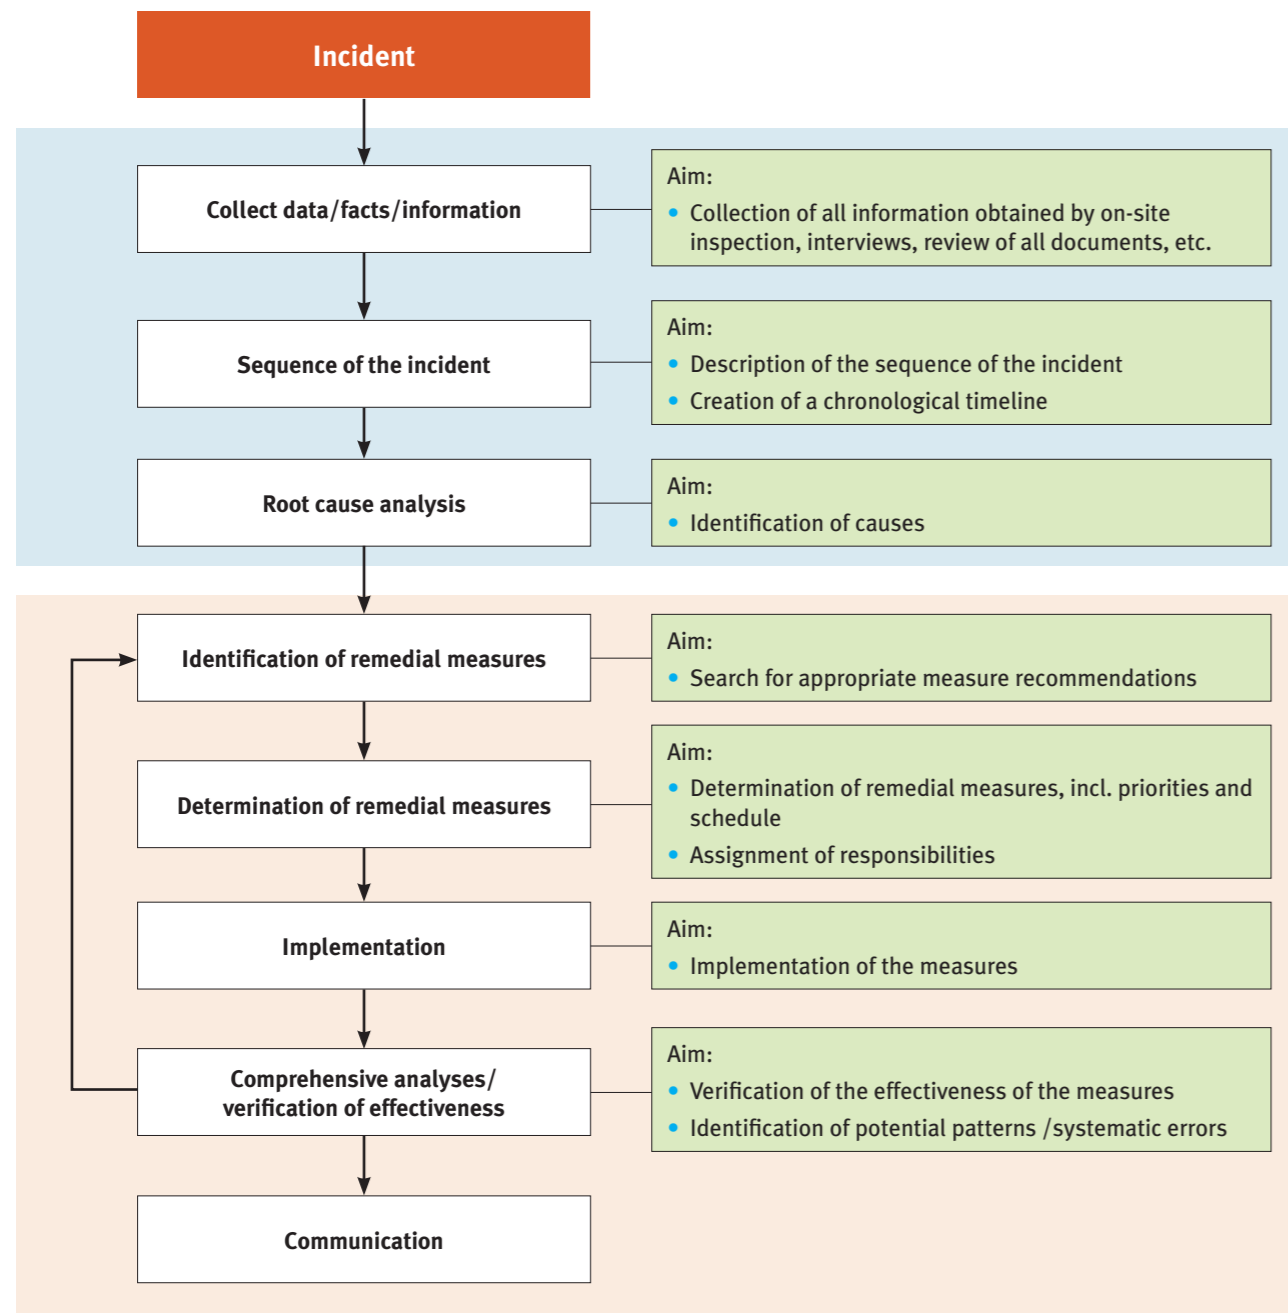 Incident
Collect data/facts/information
Aim:
• Collection of all information obtained by on-site
inspection, interviews, review of all documents, etc.
Sequence of the incident
Aim:
• Description of the sequence of the incident
• Creation of a chronological timeline
Root cause analysis
Aim:
• Identification of causes
Identification of remedial measures
Aim:
• Search for appropriate measure recommendations
Determination of remedial measures
Aim:
• Determination of remedial measures, incl. priorities and
schedule
• Assignment of responsibilities
Implementation
Aim:
• Implementation of the measures
Comprehensive analyses/
verification of effectiveness
Aim:
• Verification of the effectiveness of the measures
• Identification of potential patterns /systematic errors
Communication